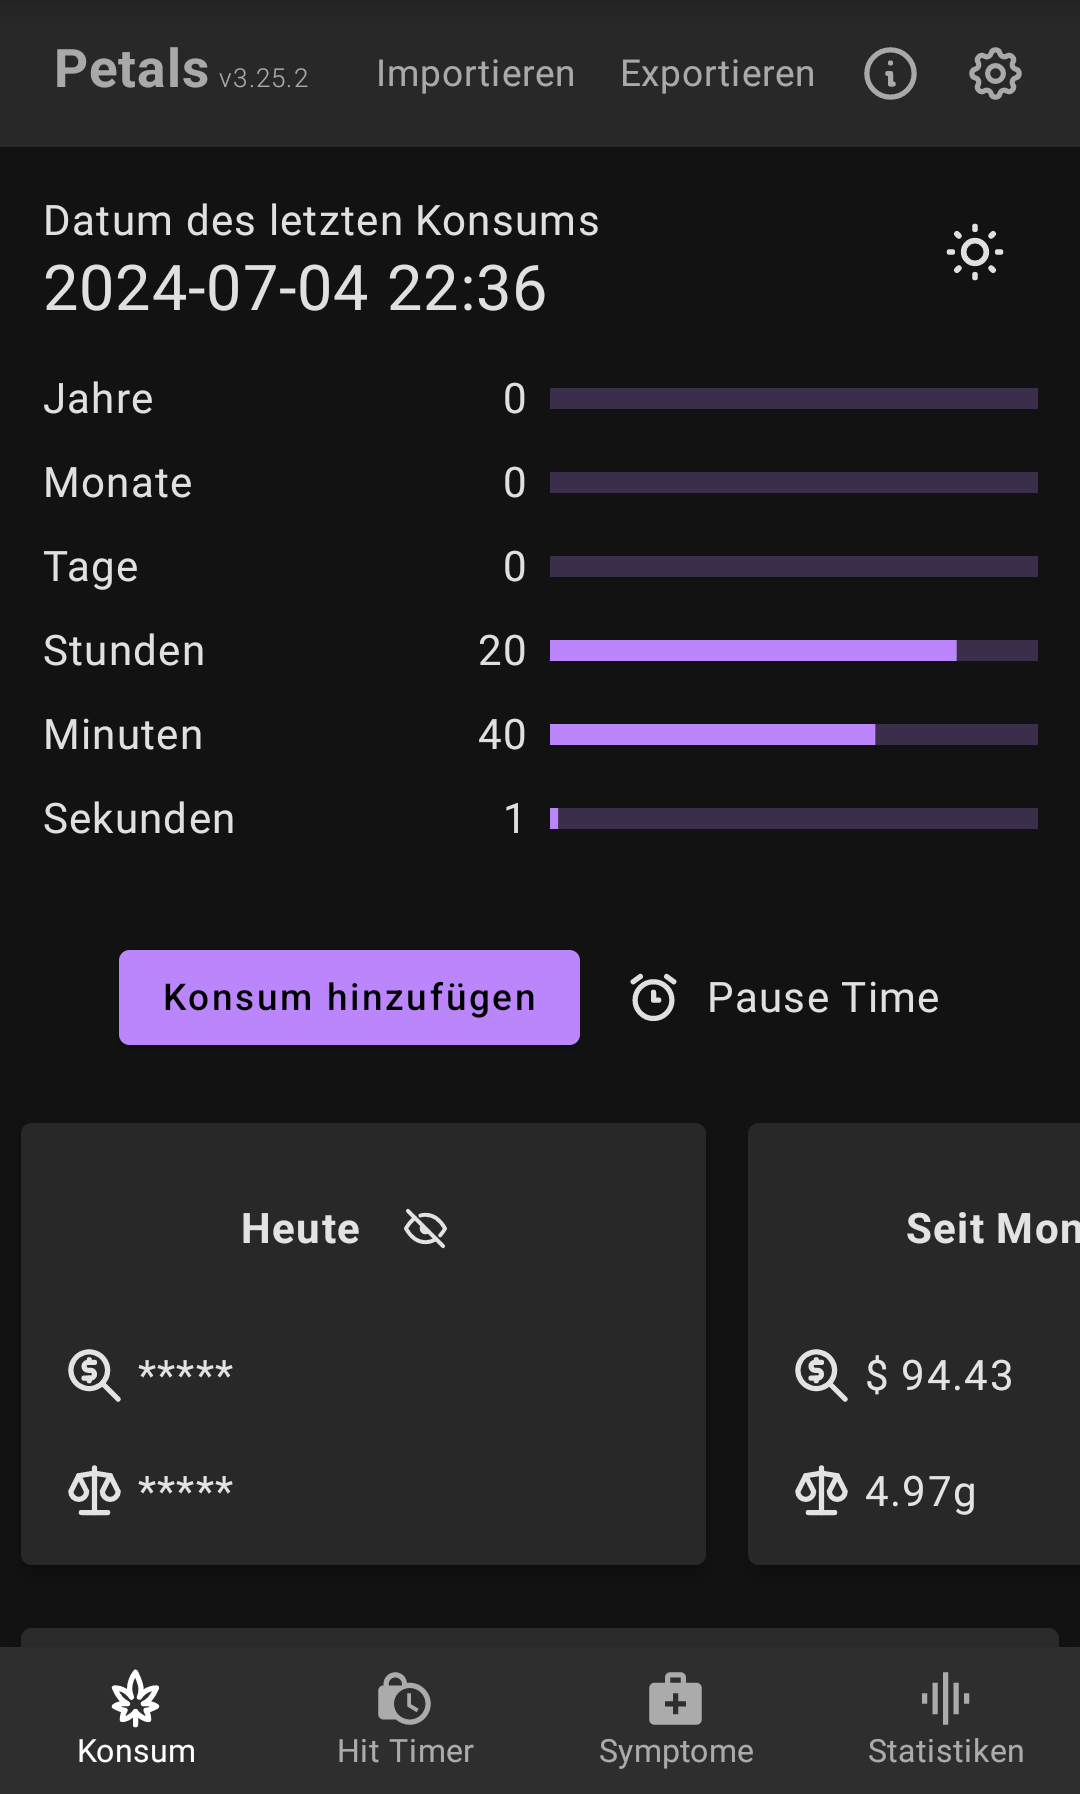 Petals v3.25.2 Importieren Exportieren
Datum des letzten Konsums
2024-07-04 22:36
Jahre 0
Monate 0
Tage 0
Stunden 20
Minuten 40
Sekunden 1
Konsum hinzufügen Pause Time
Heute
*****
*****
Seit Mon
$ 94.43
4.97g
Konsum Hit Timer Symptome Statistiken